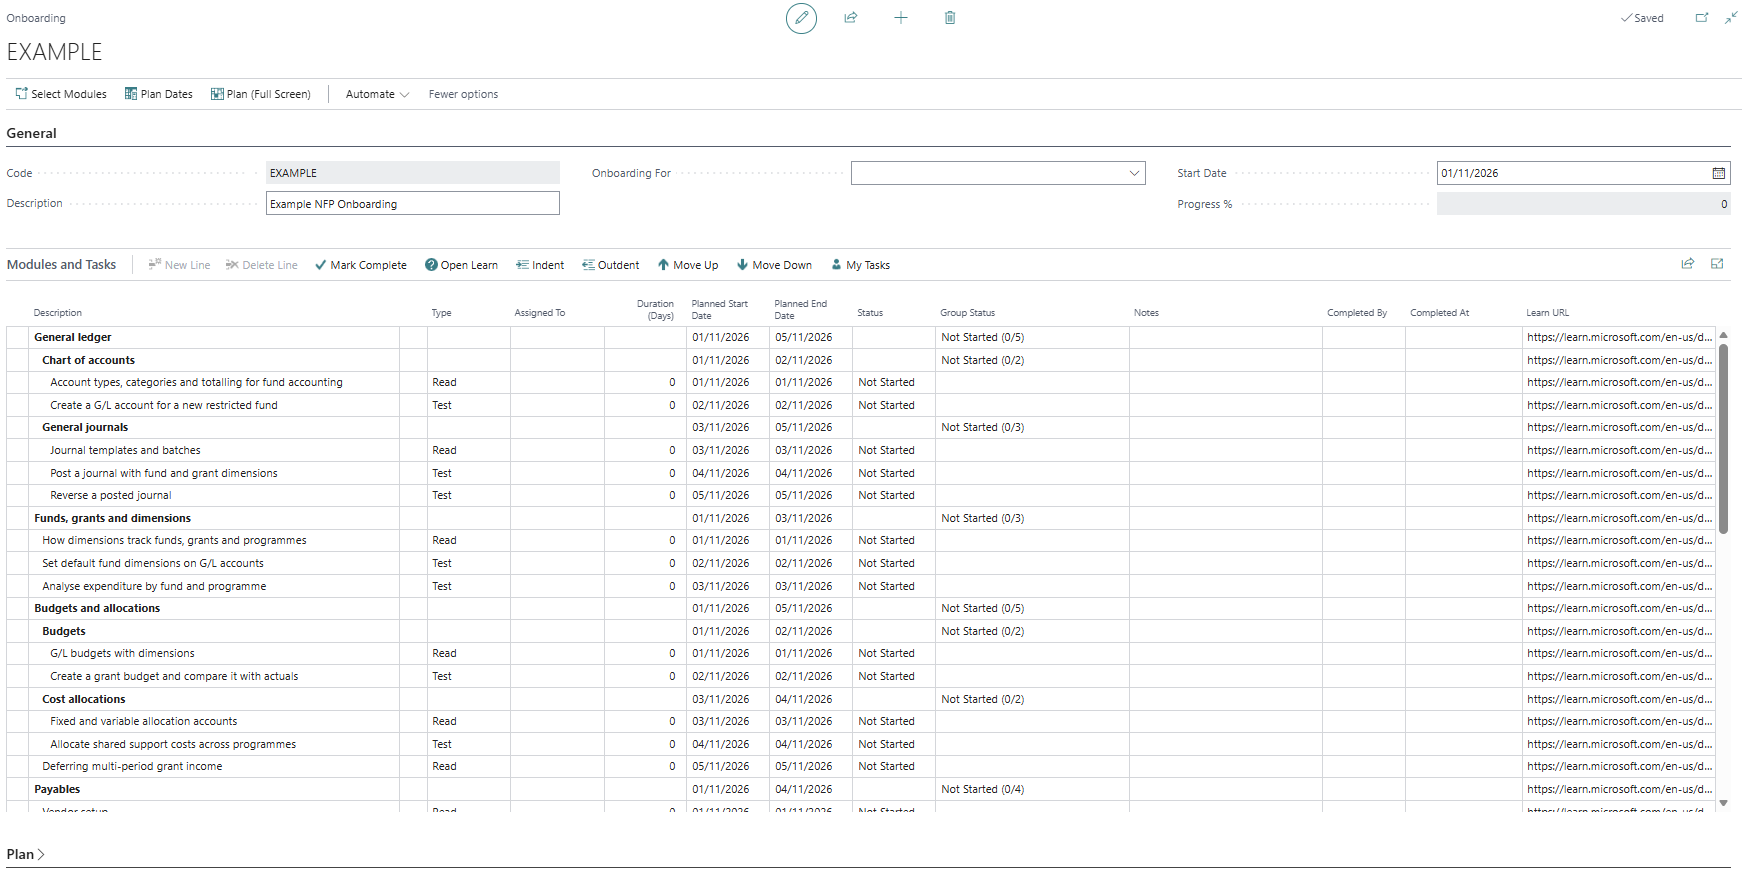 Onboarding
Saved
EXAMPLE
Select Modules Plan Dates Plan (Full Screen) Automate Fewer options
General
Code EXAMPLE Onboarding For Start Date 01/11/2026
Description Example NFP Onboarding Progress % 0
Modules and Tasks New Line Delete Line Mark Complete Open Learn Indent Outdent Move Up Move Down My Tasks
Description Type Assigned To Duration (Days) Planned Start Date Planned End Date Status Group Status Notes Completed By Completed At Learn URL
General ledger 01/11/2026 05/11/2026 Not Started (0/5) https://learn.microsoft.com/en-us/d...
Chart of accounts 01/11/2026 02/11/2026 Not Started (0/2) https://learn.microsoft.com/en-us/d...
Account types, categories and totalling for fund accounting Read 0 01/11/2026 01/11/2026 Not Started https://learn.microsoft.com/en-us/d...
Create a G/L account for a new restricted fund Test 0 02/11/2026 02/11/2026 Not Started https://learn.microsoft.com/en-us/d...
General journals 03/11/2026 05/11/2026 Not Started (0/3) https://learn.microsoft.com/en-us/d...
Journal templates and batches Read 0 03/11/2026 03/11/2026 Not Started https://learn.microsoft.com/en-us/d...
Post a journal with fund and grant dimensions Test 0 04/11/2026 04/11/2026 Not Started https://learn.microsoft.com/en-us/d...
Reverse a posted journal Test 0 05/11/2026 05/11/2026 Not Started https://learn.microsoft.com/en-us/d...
Funds, grants and dimensions 01/11/2026 03/11/2026 Not Started (0/3) https://learn.microsoft.com/en-us/d...
How dimensions track funds, grants and programmes Read 0 01/11/2026 01/11/2026 Not Started https://learn.microsoft.com/en-us/d...
Set default fund dimensions on G/L accounts Test 0 02/11/2026 02/11/2026 Not Started https://learn.microsoft.com/en-us/d...
Analyse expenditure by fund and programme Test 0 03/11/2026 03/11/2026 Not Started https://learn.microsoft.com/en-us/d...
Budgets and allocations 01/11/2026 05/11/2026 Not Started (0/5) https://learn.microsoft.com/en-us/d...
Budgets 01/11/2026 02/11/2026 Not Started (0/2) https://learn.microsoft.com/en-us/d...
G/L budgets with dimensions Read 0 01/11/2026 01/11/2026 Not Started https://learn.microsoft.com/en-us/d...
Create a grant budget and compare it with actuals Test 0 02/11/2026 02/11/2026 Not Started https://learn.microsoft.com/en-us/d...
Cost allocations 03/11/2026 04/11/2026 Not Started (0/2) https://learn.microsoft.com/en-us/d...
Fixed and variable allocation accounts Read 0 03/11/2026 03/11/2026 Not Started https://learn.microsoft.com/en-us/d...
Allocate shared support costs across programmes Test 0 04/11/2026 04/11/2026 Not Started https://learn.microsoft.com/en-us/d...
Deferring multi-period grant income Read 0 05/11/2026 05/11/2026 Not Started https://learn.microsoft.com/en-us/d...
Payables 01/11/2026 04/11/2026 Not Started (0/4) https://learn.microsoft.com/en-us/d...
Vendor setup Read 0 01/11/2026 01/11/2026 Not Started https://learn.microsoft.com/en-us/d...
Plan